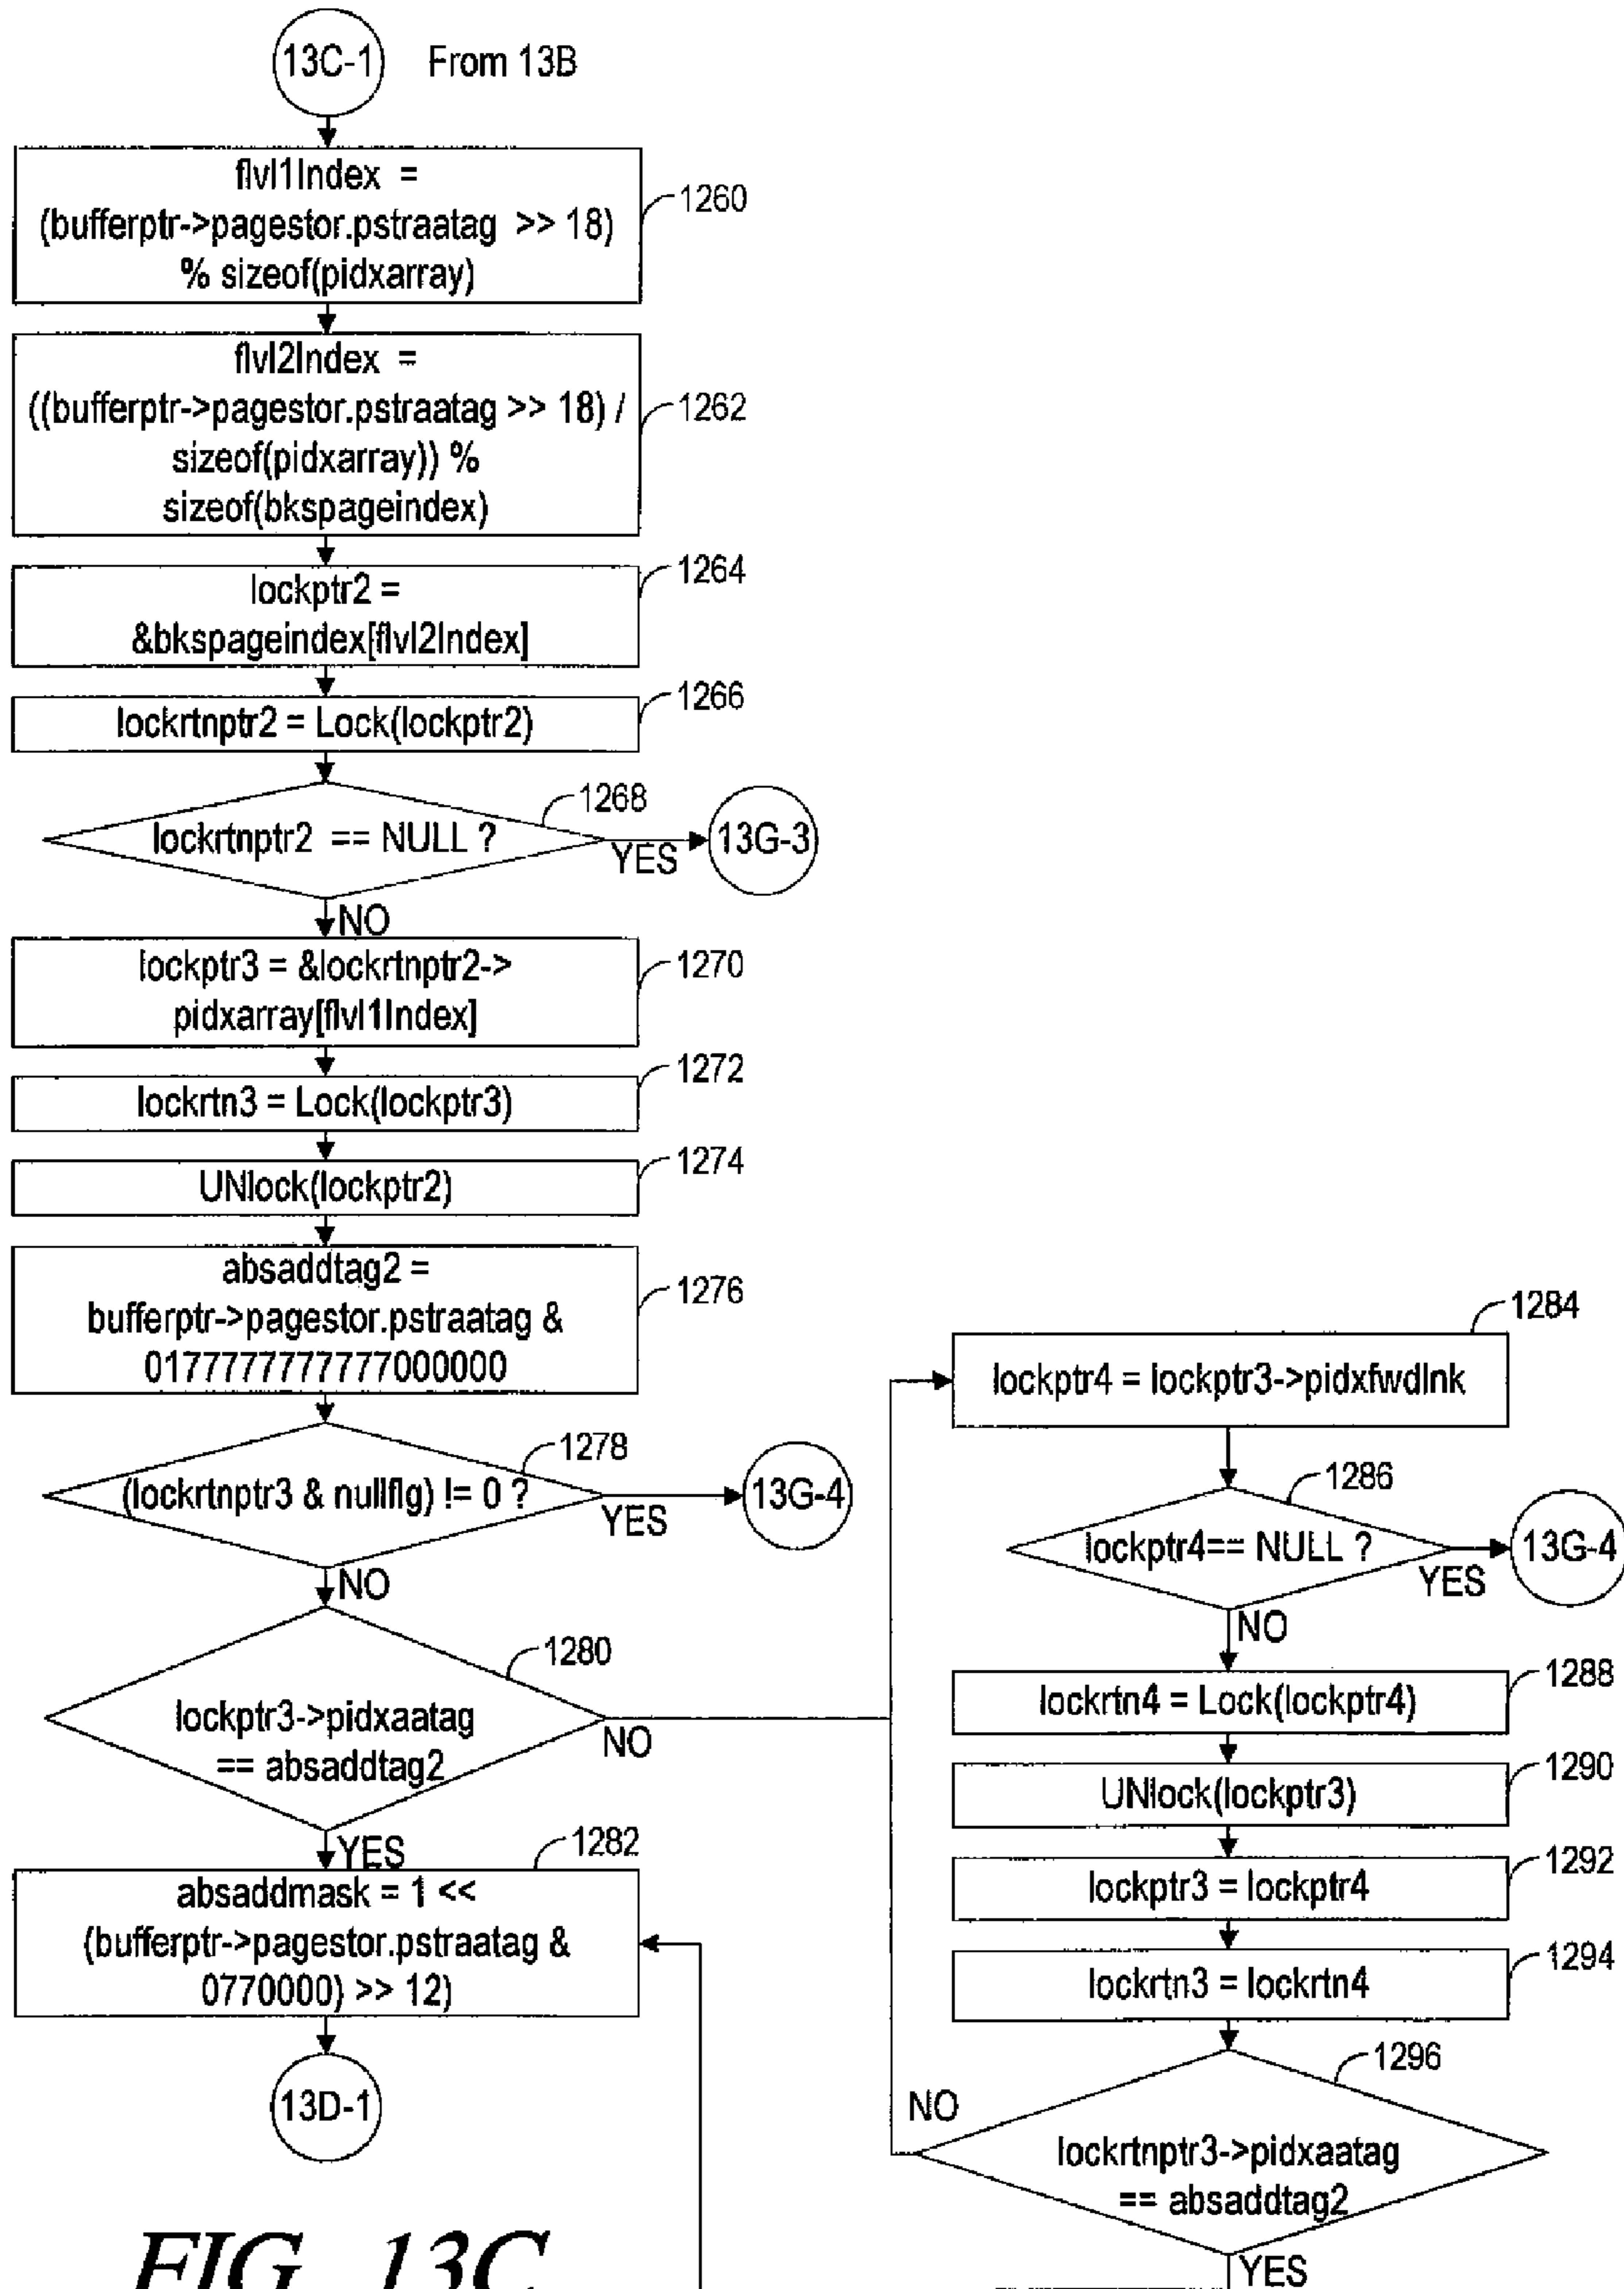 13C-1 From 13B
flvl1Index =
(bufferptr->pagestor.pstraatag >> 18)
% sizeof(pidxarray)
1260
flvl2Index =
((bufferptr->pagestor.pstraatag >> 18) /
sizeof(pidxarray)) %
sizeof(bkspageindex)
1262
lockptr2 =
&bkspageindex[flvl2Index]
1264
lockrtnptr2 = Lock(lockptr2)
1266
lockrtnptr2 == NULL ?
1268
YES
13G-3
NO
lockptr3 = &lockrtnptr2->
pidxarray[flvl1Index]
1270
lockrtn3 = Lock(lockptr3)
1272
UNlock(lockptr2)
1274
absaddtag2 =
bufferptr->pagestor.pstraatag &
0177777777777000000
1276
(lockrtnptr3 & nullflg) != 0 ?
1278
YES
13G-4
NO
lockptr3->pidxaatag
== absaddtag2
1280
NO
YES
absaddmask = 1 <<
(bufferptr->pagestor.pstraatag &
0770000) >> 12)
1282
13D-1
lockptr4 = lockptr3->pidxfwdlnk
1284
lockptr4== NULL ?
1286
YES
13G-4
NO
lockrtn4 = Lock(lockptr4)
1288
UNlock(lockptr3)
1290
lockptr3 = lockptr4
1292
lockrtn3 = lockrtn4
1294
lockrtnptr3->pidxaatag
== absaddtag2
1296
NO
YES
FIG. 13C